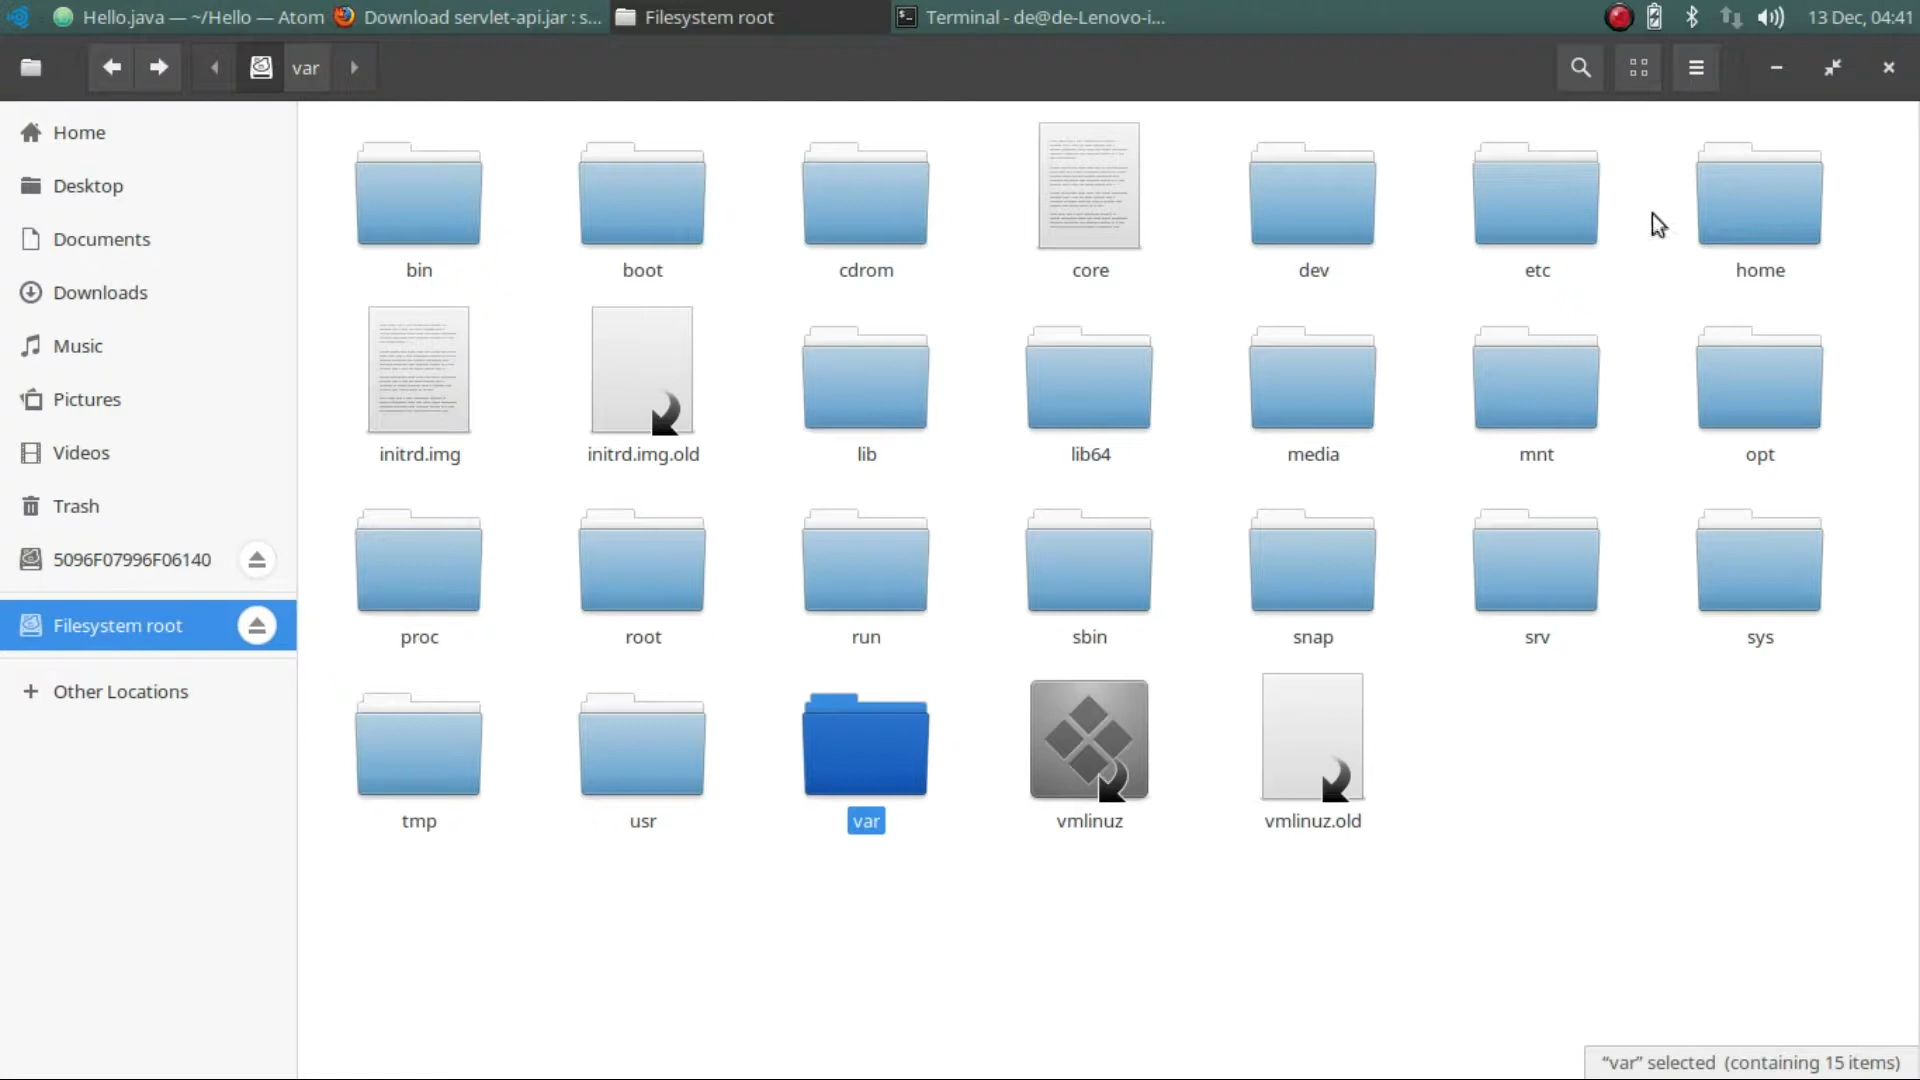 Hello.java — ~/Hello — Atom
Download servlet-api.jar : s...
Filesystem root
Terminal - de@de-Lenovo-i...
13 Dec, 04:41
var
Home
Desktop
Documents
Downloads
Music
Pictures
Videos
Trash
5096F07996F06140
Filesystem root
Other Locations
bin
boot
cdrom
core
dev
etc
home
initrd.img
initrd.img.old
lib
lib64
media
mnt
opt
proc
root
run
sbin
snap
srv
sys
tmp
usr
var
vmlinuz
vmlinuz.old
“var” selected (containing 15 items)